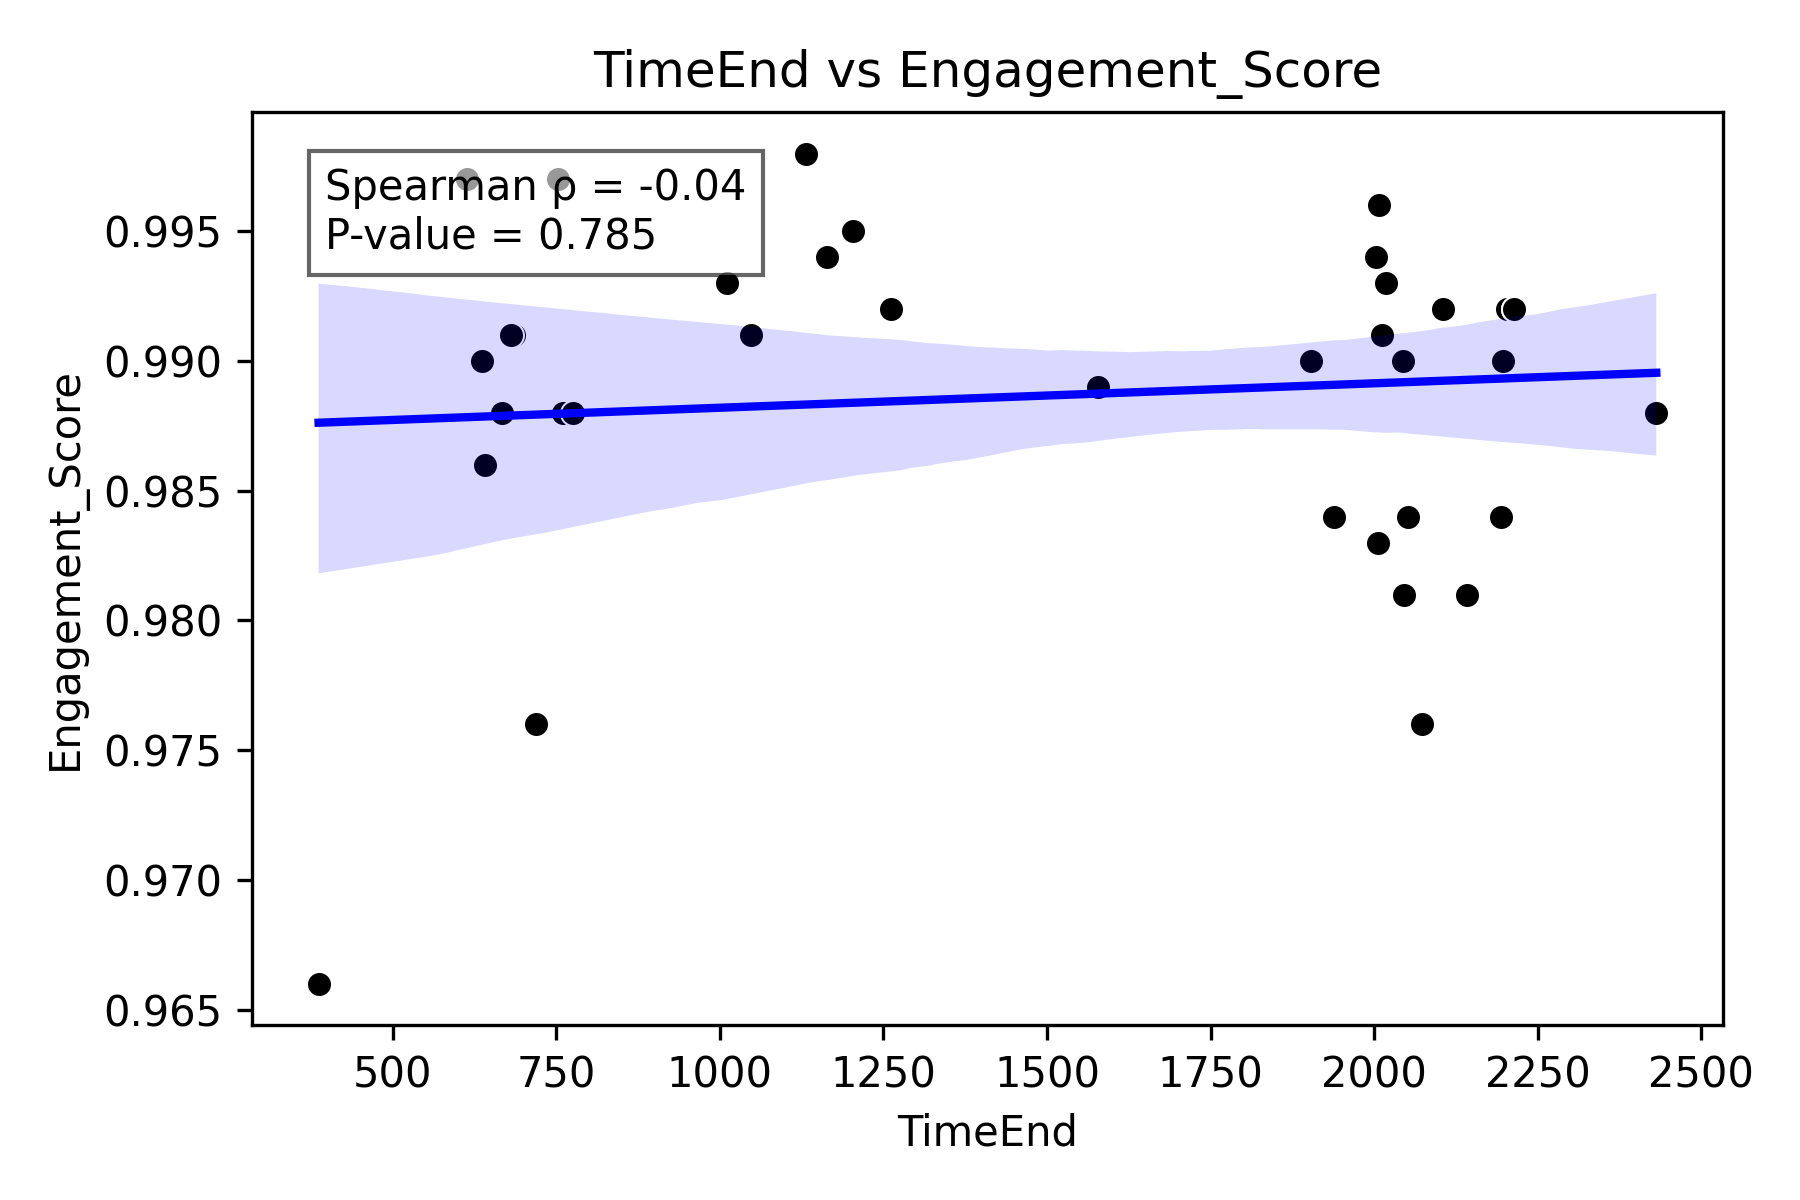 TimeEnd vs Engagement_Score
Spearman ρ = -0.04
P-value = 0.785
Engagement_Score
0.995
0.990
0.985
0.980
0.975
0.970
0.965
500 750 1000 1250 1500 1750 2000 2250 2500
TimeEnd